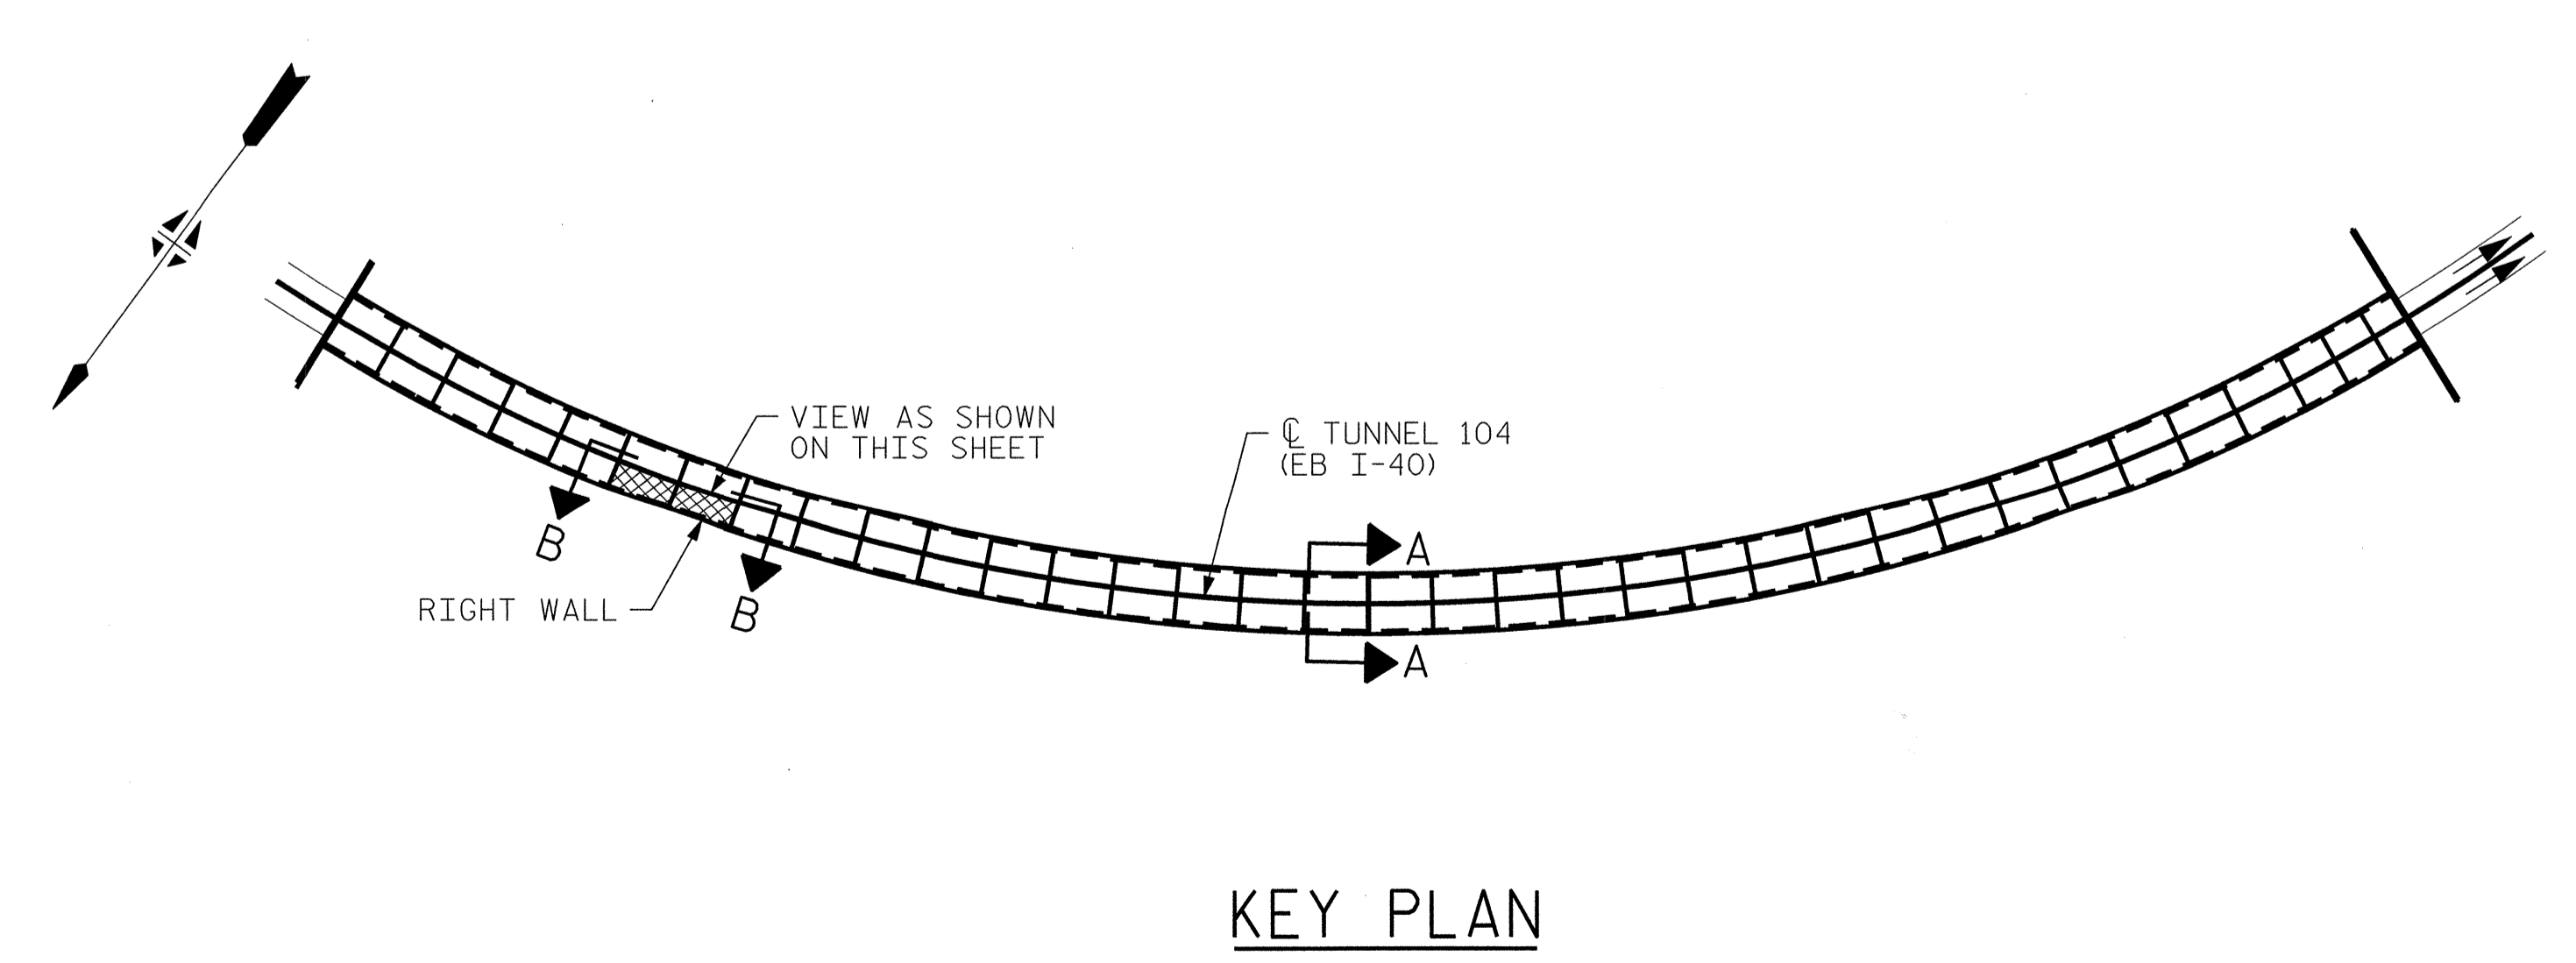 VIEW AS SHOWN
ON THIS SHEET
℄ TUNNEL 104
(EB I-40)
A
B
B
RIGHT WALL
A
KEY PLAN